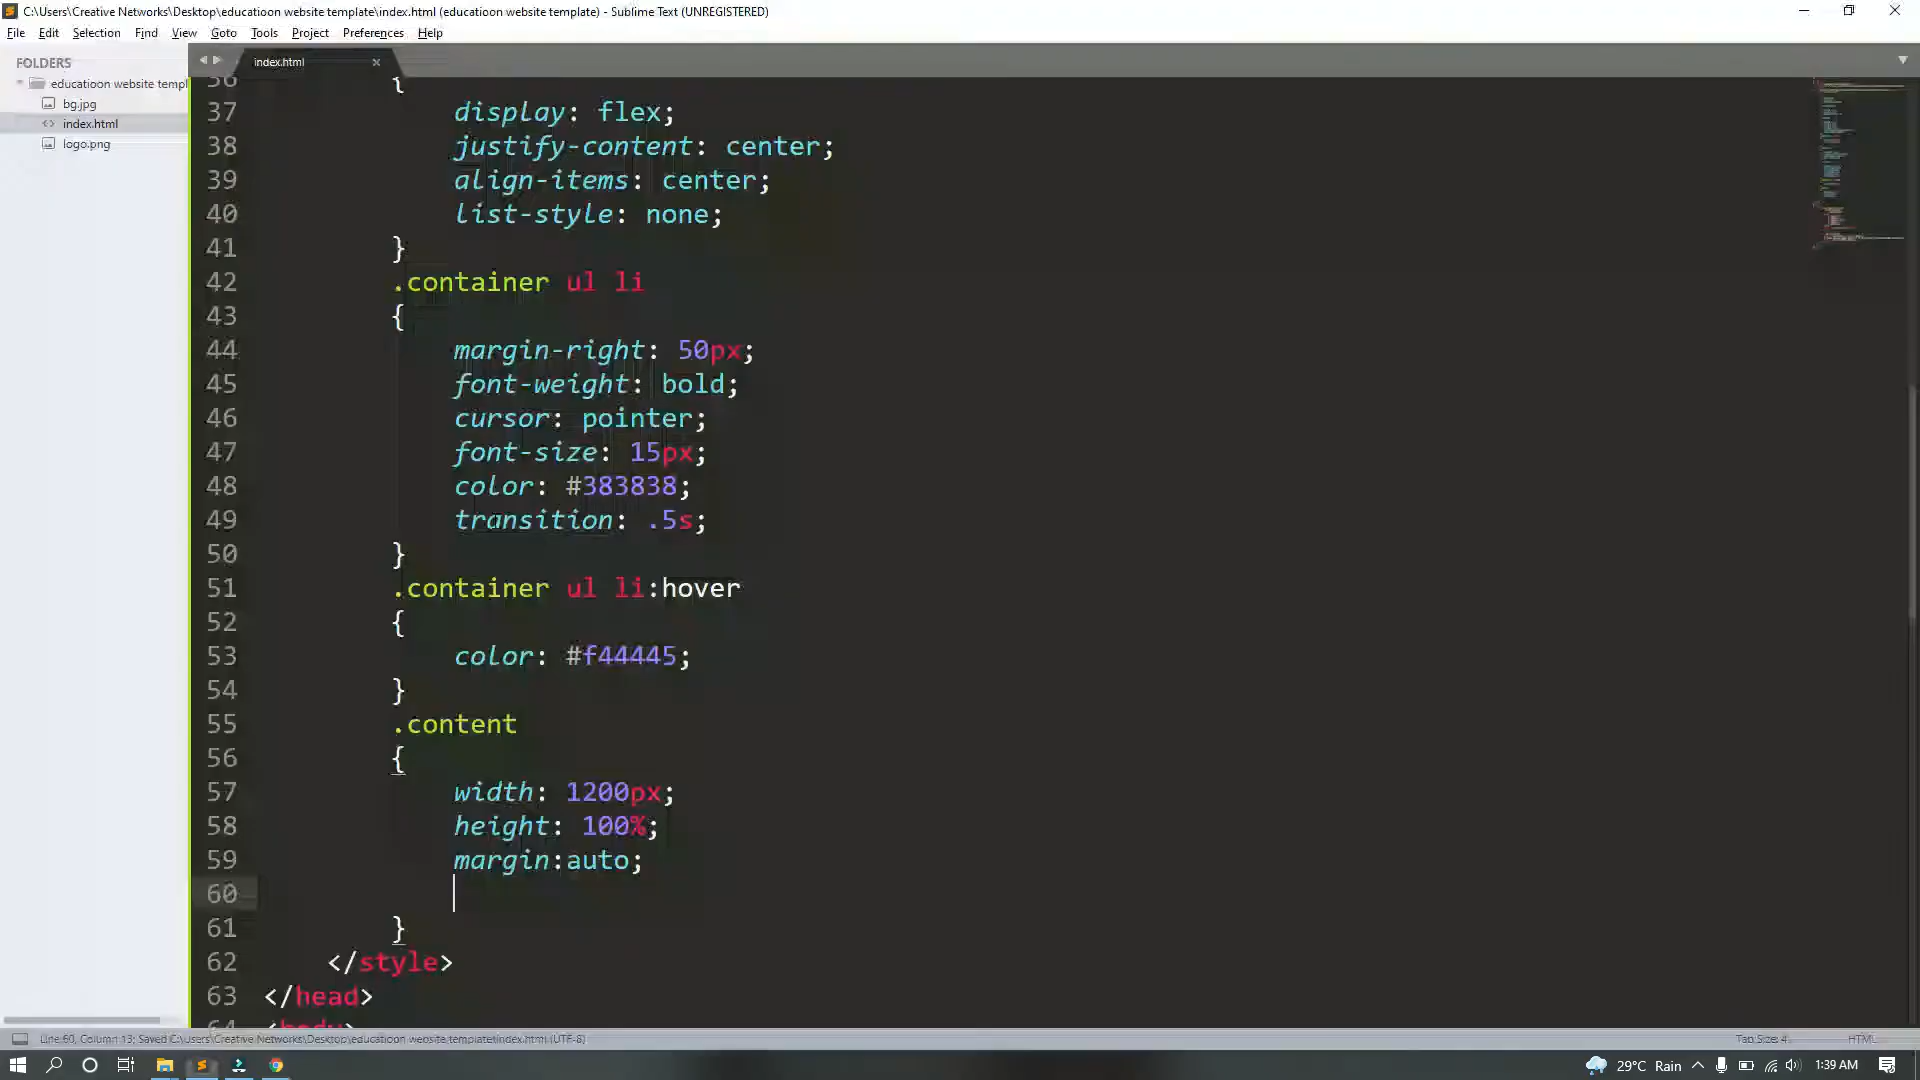 C:\Users\Creative Networks\Desktop\educatioon website template\index.html (educatioon website template) - Sublime Text (UNREGISTERED)
File Edit Selection Find View Goto Tools Project Preferences Help
FOLDERS
educatioon website templ
bg.jpg
index.html
logo.png
index.html
36 {
37 display: flex;
38 justify-content: center;
39 align-items: center;
40 list-style: none;
41 }
42 .container ul li
43 {
44 margin-right: 50px;
45 font-weight: bold;
46 cursor: pointer;
47 font-size: 15px;
48 color: #383838;
49 transition: .5s;
50 }
51 .container ul li:hover
52 {
53 color: #f44445;
54 }
55 .content
56 {
57 width: 1200px;
58 height: 100%;
59 margin:auto;
60
61 }
62 </style>
63 </head>
64 <body>
Line 60, Column 13; Saved C:\Users\Creative Networks\Desktop\educatioon website template\index.html (UTF-8)
Tab Size: 4
HTML
29°C Rain
1:39 AM